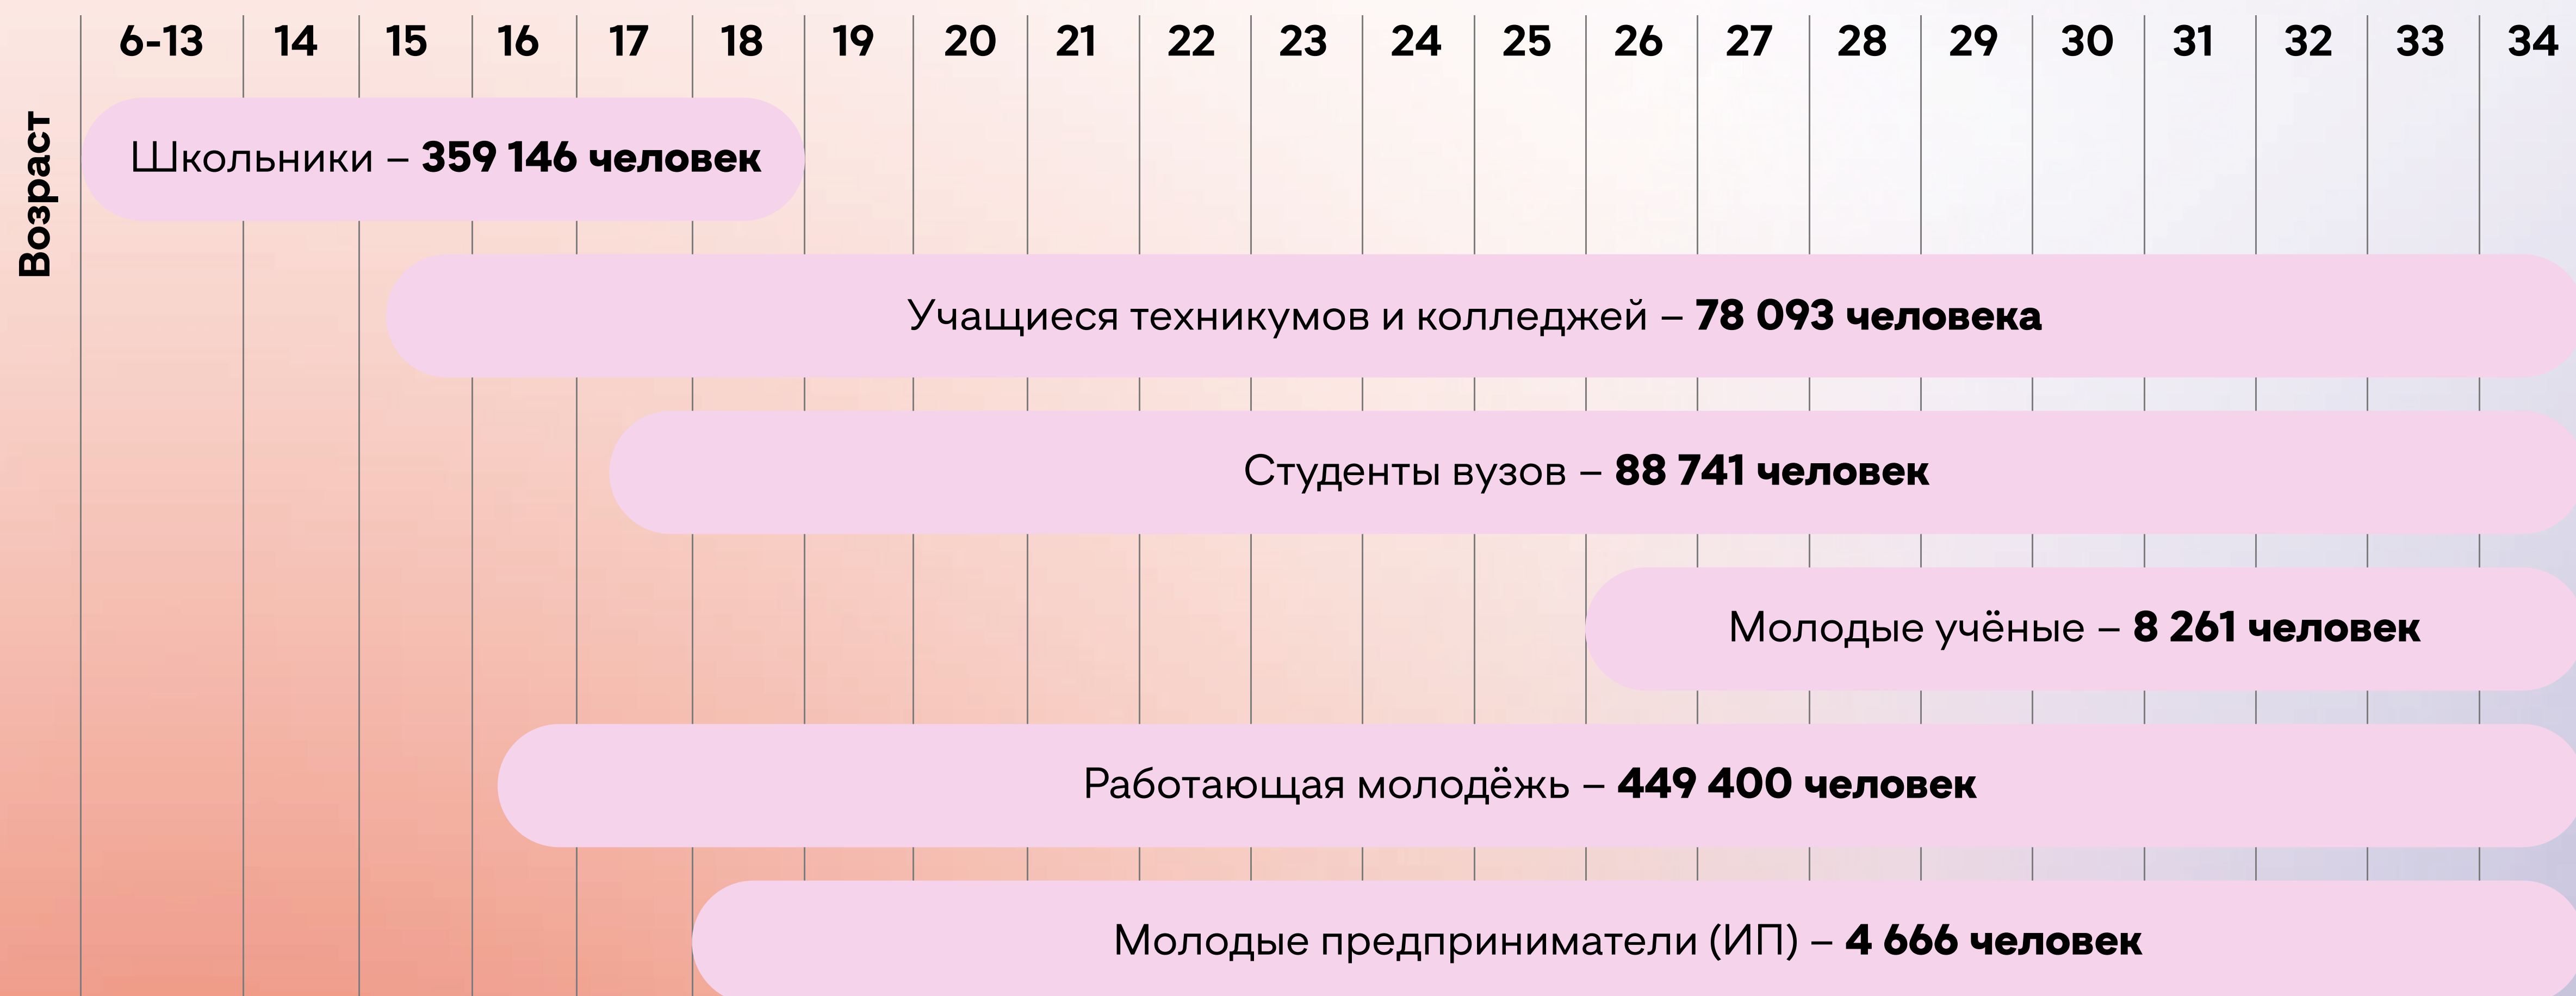 6-13 14 15 16 17 18 19 20 21 22 23 24 25 26 27 28 29 30 31 32 33 34
Возраст
Школьники – 359 146 человек
Учащиеся техникумов и колледжей – 78 093 человека
Студенты вузов – 88 741 человек
Молодые учёные – 8 261 человек
Работающая молодёжь – 449 400 человек
Молодые предприниматели (ИП) – 4 666 человек